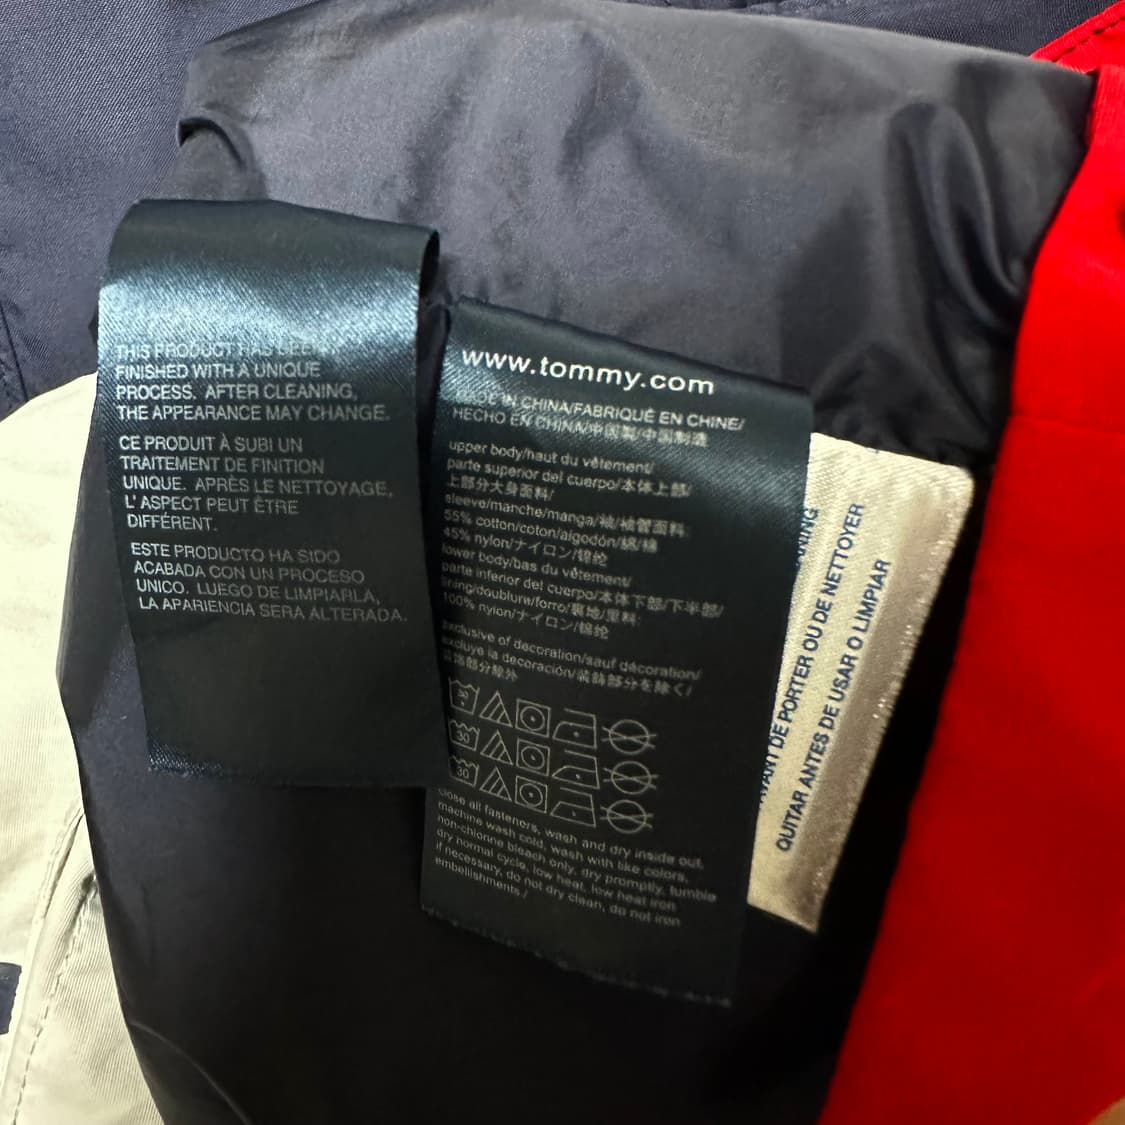 THIS PRODUCT HAS BEEN
FINISHED WITH A UNIQUE
PROCESS. AFTER CLEANING,
THE APPEARANCE MAY CHANGE.
CE PRODUIT À SUBI UN
TRAITEMENT DE FINITION
UNIQUE. APRÈS LE NETTOYAGE,
L' ASPECT PEUT ÊTRE
DIFFÉRENT.
ESTE PRODUCTO HA SIDO
ACABADA CON UN PROCESO
UNICO. LUEGO DE LIMPIARLA,
LA APARIENCIA SERA ALTERADA.
www.tommy.com
MADE IN CHINA/FABRIQUÉ EN CHINE/
HECHO EN CHINA/中国製/中国制造
upper body/haut du vêtement/
parte superior del cuerpo/本体上部/
上部分大身面料/
sleeve/manche/manga/袖/袖管面料:
55% cotton/coton/algodón/綿/棉
45% nylon/ナイロン/锦纶
lower body/bas du vêtement/
parte inferior del cuerpo/本体下部/下半部/
lining/doublure/forro/裏地/里料:
100% nylon/ナイロン/锦纶
exclusive of decoration/sauf décoration/
excluye la decoración/装飾部分を除く/
装饰部分除外
30
30
close all fasteners, wash and dry inside out,
machine wash cold, wash with like colors,
non-chlorine bleach only, dry promptly, tumble
dry normal cycle, low heat, low heat iron
if necessary, do not dry clean, do not iron
embellishments./
AVANT DE PORTER OU DE NETTOYER
QUITAR ANTES DE USAR O LIMPIAR